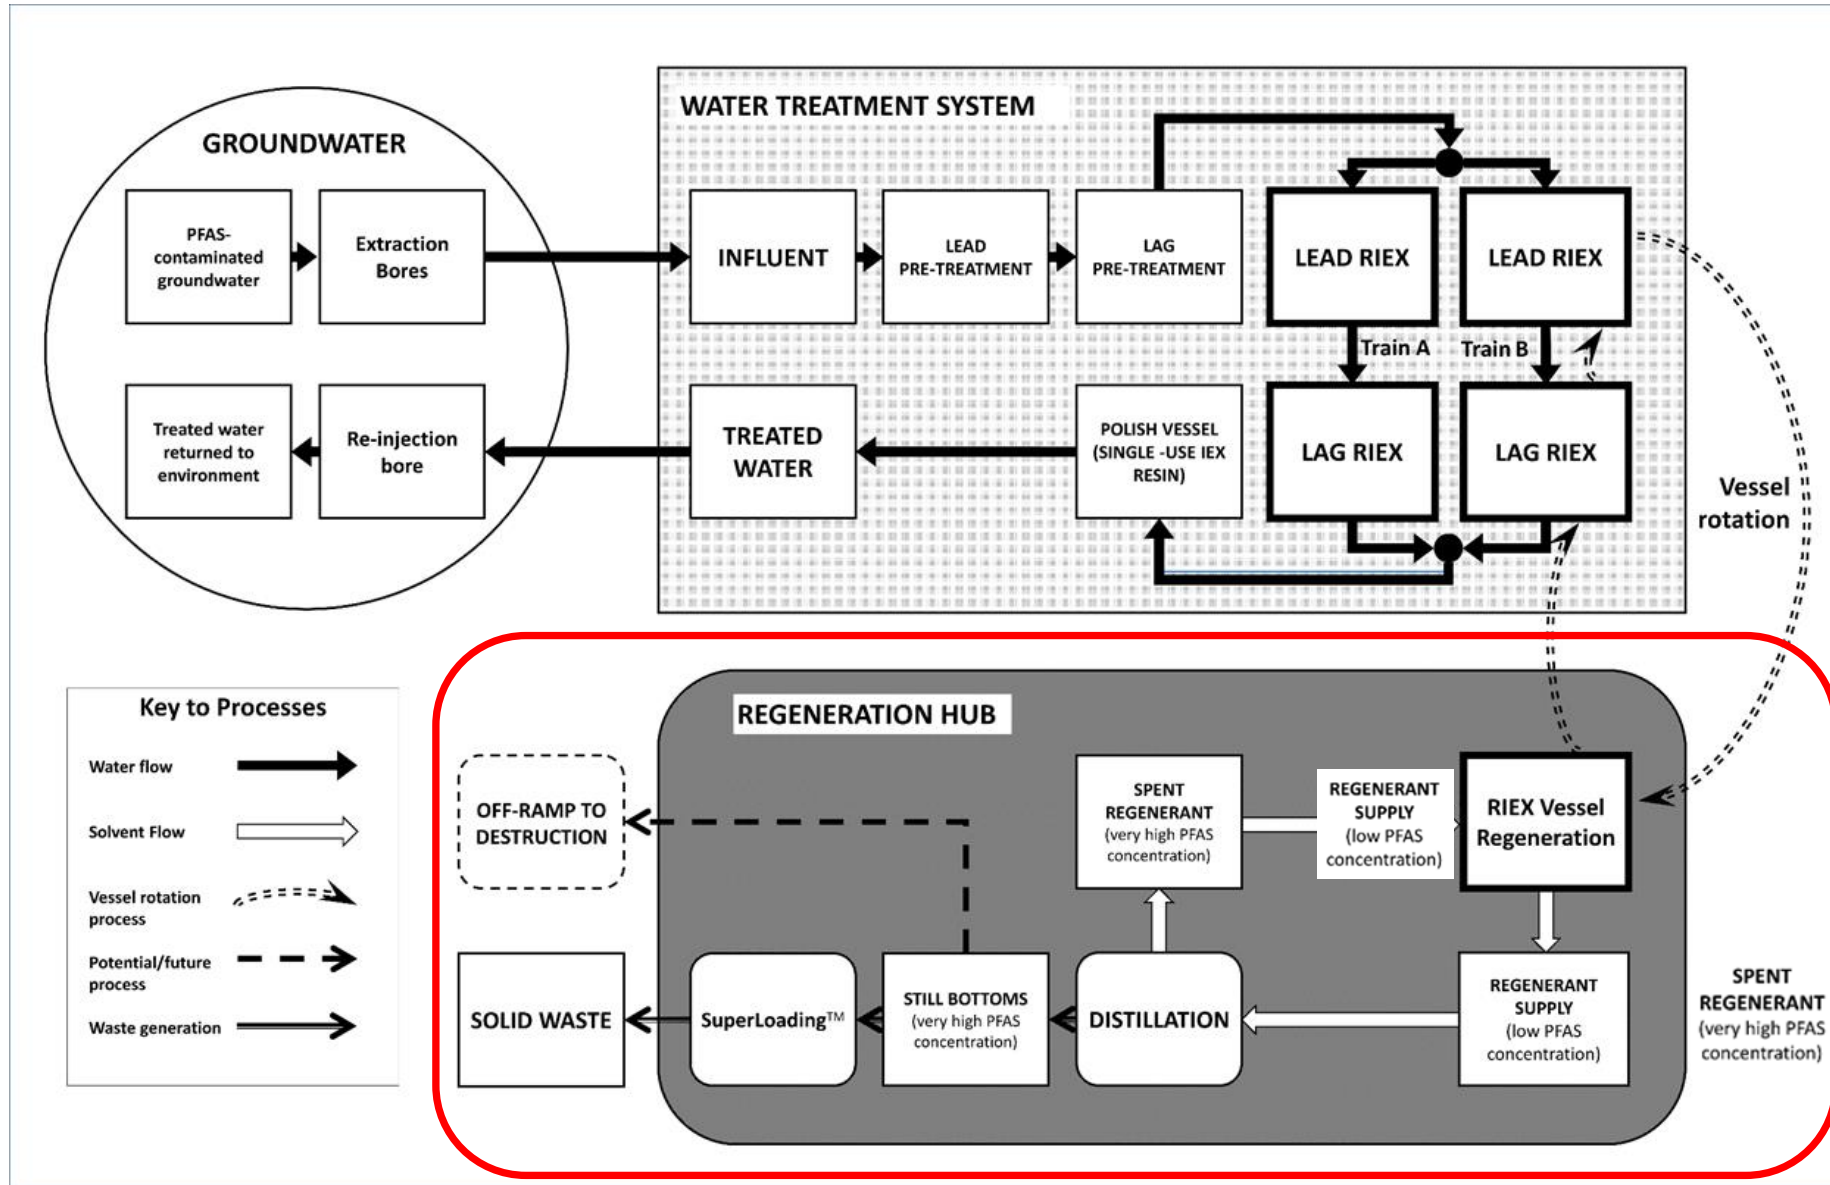 GROUNDWATER
PFAS-
contaminated
groundwater
Extraction
Bores
Treated water
returned to
environment
Re-injection
bore
WATER TREATMENT SYSTEM
INFLUENT
LEAD
PRE-TREATMENT
LAG
PRE-TREATMENT
LEAD RIEX
LEAD RIEX
Train A
Train B
TREATED
WATER
POLISH VESSEL
(SINGLE -USE IEX
RESIN)
LAG RIEX
LAG RIEX
Vessel
rotation
Key to Processes
Water flow
Solvent Flow
Vessel rotation
process
Potential/future
process
Waste generation
REGENERATION HUB
OFF-RAMP TO
DESTRUCTION
SPENT
REGENERANT
(very high PFAS
concentration)
REGENERANT
SUPPLY
(low PFAS
concentration)
RIEX Vessel
Regeneration
SOLID WASTE
SuperLoading™
STILL BOTTOMS
(very high PFAS
concentration)
DISTILLATION
REGENERANT
SUPPLY
(low PFAS
concentration)
SPENT
REGENERANT
(very high PFAS
concentration)